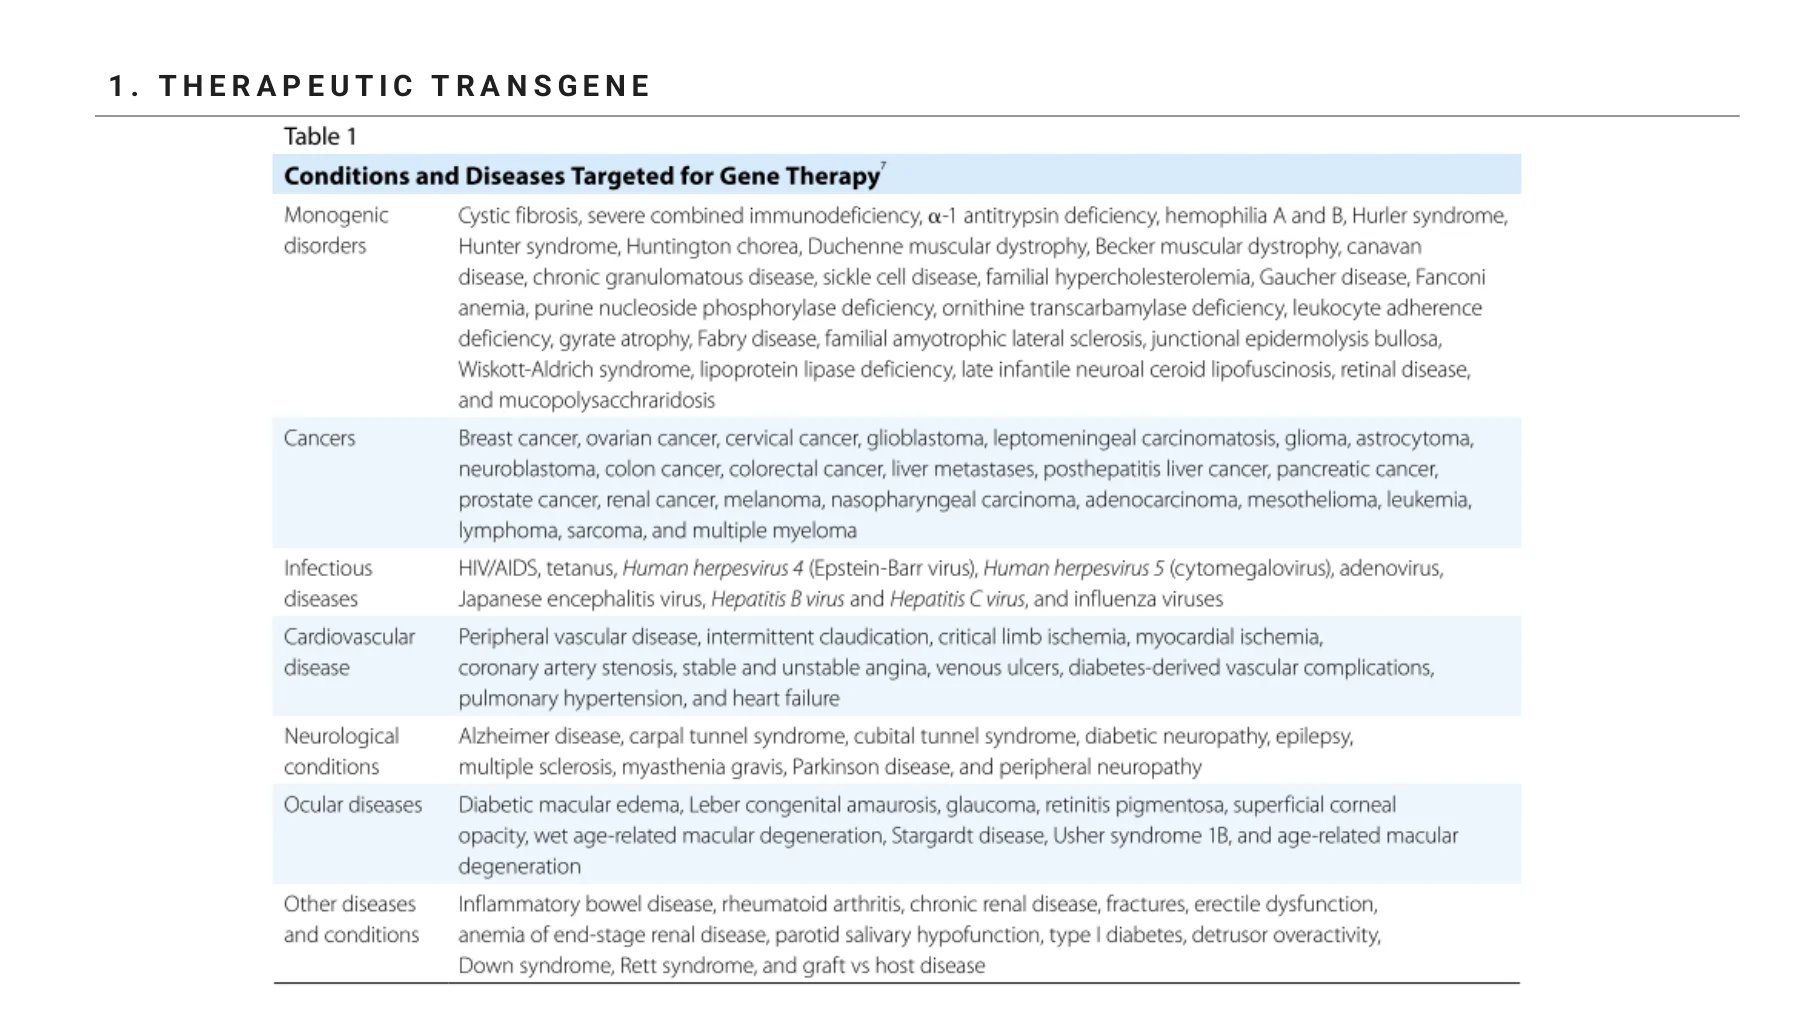 1. THERAPEUTIC TRANSGENE
Table 1
Conditions and Diseases Targeted for Gene Therapy7
Monogenic disorders
Cystic fibrosis, severe combined immunodeficiency, α-1 antitrypsin deficiency, hemophilia A and B, Hurler syndrome,
Hunter syndrome, Huntington chorea, Duchenne muscular dystrophy, Becker muscular dystrophy, canavan
disease, chronic granulomatous disease, sickle cell disease, familial hypercholesterolemia, Gaucher disease, Fanconi
anemia, purine nucleoside phosphorylase deficiency, ornithine transcarbamylase deficiency, leukocyte adherence
deficiency, gyrate atrophy, Fabry disease, familial amyotrophic lateral sclerosis, junctional epidermolysis bullosa,
Wiskott-Aldrich syndrome, lipoprotein lipase deficiency, late infantile neuroal ceroid lipofuscinosis, retinal disease,
and mucopolysacchraridosis
Cancers
Breast cancer, ovarian cancer, cervical cancer, glioblastoma, leptomeningeal carcinomatosis, glioma, astrocytoma,
neuroblastoma, colon cancer, colorectal cancer, liver metastases, posthepatitis liver cancer, pancreatic cancer,
prostate cancer, renal cancer, melanoma, nasopharyngeal carcinoma, adenocarcinoma, mesothelioma, leukemia,
lymphoma, sarcoma, and multiple myeloma
Infectious diseases
HIV/AIDS, tetanus, Human herpesvirus 4 (Epstein-Barr virus), Human herpesvirus 5 (cytomegalovirus), adenovirus,
Japanese encephalitis virus, Hepatitis B virus and Hepatitis C virus, and influenza viruses
Cardiovascular disease
Peripheral vascular disease, intermittent claudication, critical limb ischemia, myocardial ischemia,
coronary artery stenosis, stable and unstable angina, venous ulcers, diabetes-derived vascular complications,
pulmonary hypertension, and heart failure
Neurological conditions
Alzheimer disease, carpal tunnel syndrome, cubital tunnel syndrome, diabetic neuropathy, epilepsy,
multiple sclerosis, myasthenia gravis, Parkinson disease, and peripheral neuropathy
Ocular diseases
Diabetic macular edema, Leber congenital amaurosis, glaucoma, retinitis pigmentosa, superficial corneal
opacity, wet age-related macular degeneration, Stargardt disease, Usher syndrome 1B, and age-related macular
degeneration
Other diseases and conditions
Inflammatory bowel disease, rheumatoid arthritis, chronic renal disease, fractures, erectile dysfunction,
anemia of end-stage renal disease, parotid salivary hypofunction, type I diabetes, detrusor overactivity,
Down syndrome, Rett syndrome, and graft vs host disease